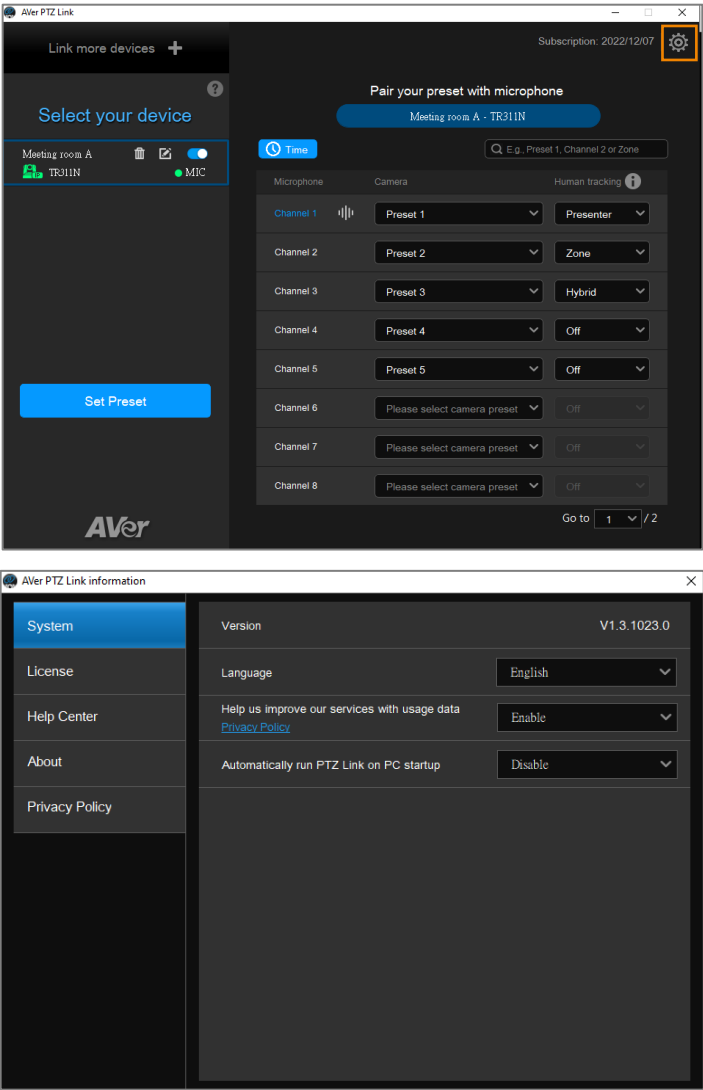 AVer PTZ Link
Link more devices +
Subscription: 2022/12/07
?
Select your device
Pair your preset with microphone
Meeting room A - TR311N
Meeting room A
TR311N
MIC
Time
E.g., Preset 1, Channel 2 or Zone
Microphone Camera Human tracking i
Channel 1 Preset 1 Presenter
Channel 2 Preset 2 Zone
Channel 3 Preset 3 Hybrid
Channel 4 Preset 4 Off
Channel 5 Preset 5 Off
Channel 6 Please select camera preset Off
Channel 7 Please select camera preset Off
Channel 8 Please select camera preset Off
Set Preset
AVer
Go to 1 / 2
AVer PTZ Link information
System
License
Help Center
About
Privacy Policy
Version V1.3.1023.0
Language English
Help us improve our services with usage data Enable
Privacy Policy
Automatically run PTZ Link on PC startup Disable